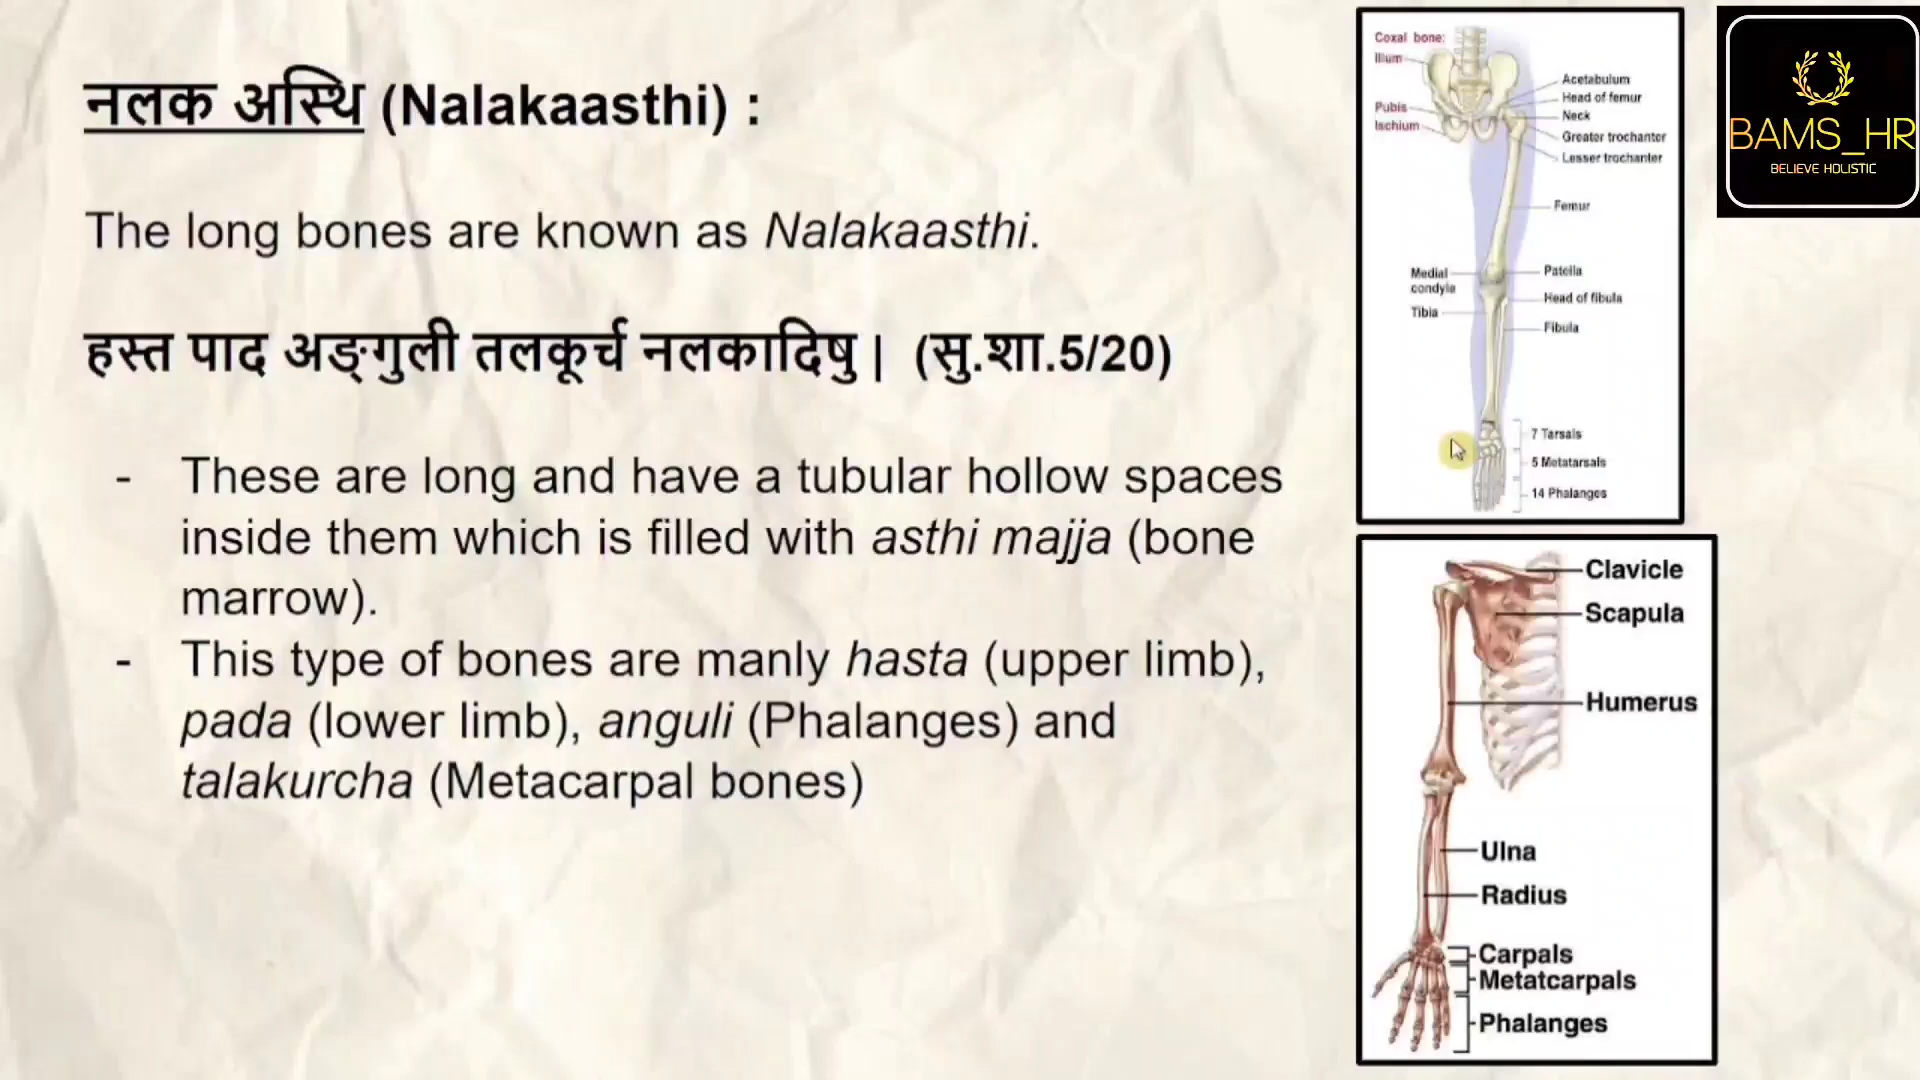 नलक अस्थि (Nalakaasthi) :
The long bones are known as Nalakaasthi.
हस्त पाद अङ्गुली तलकूर्च नलकादिषु | (सु.शा.5/20)
- These are long and have a tubular hollow spaces
inside them which is filled with asthi majja (bone
marrow).
- This type of bones are manly hasta (upper limb),
pada (lower limb), anguli (Phalanges) and
talakurcha (Metacarpal bones)
Coxal bone:
Ilium
Pubis
Ischium
Acetabulum
Head of femur
Neck
Greater trochanter
Lesser trochanter
Femur
Medial
condyle
Tibia
Patella
Head of fibula
Fibula
7 Tarsals
5 Metatarsals
14 Phalanges
BAMS_HR
BELIEVE HOLISTIC
Clavicle
Scapula
Humerus
Ulna
Radius
Carpals
Metatcarpals
Phalanges